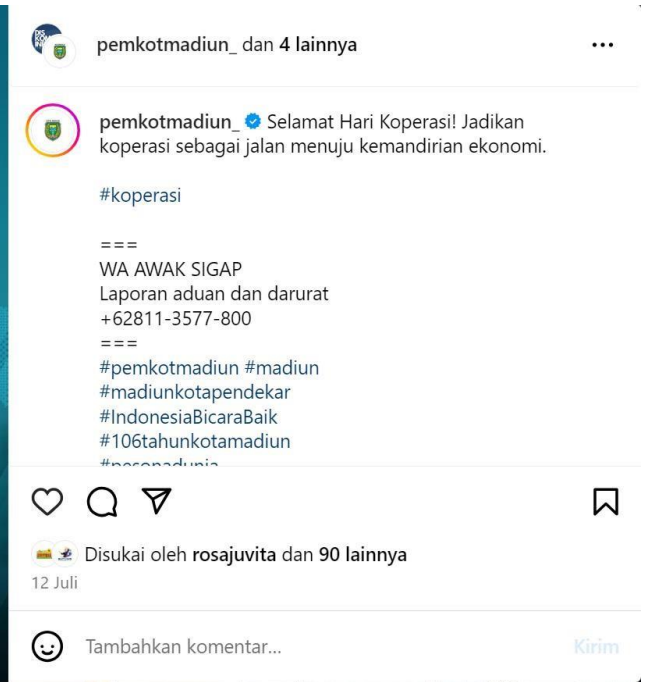 pemkotmadiun_ dan 4 lainnya
pemkotmadiun_ Selamat Hari Koperasi! Jadikan
koperasi sebagai jalan menuju kemandirian ekonomi.
#koperasi
===
WA AWAK SIGAP
Laporan aduan dan darurat
+62811-3577-800
===
#pemkotmadiun #madiun
#madiunkotapendekar
#IndonesiaBicaraBaik
#106tahunkotamadiun
#pesonadunia
Disukai oleh rosajuvita dan 90 lainnya
12 Juli
Tambahkan komentar...
Kirim